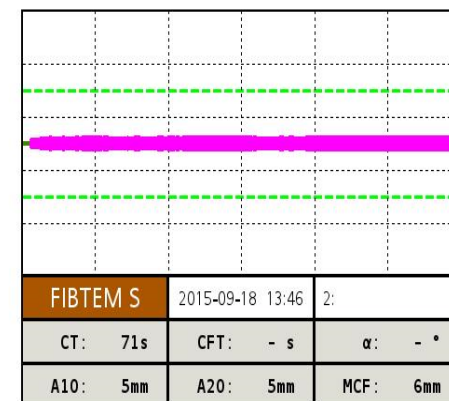 FIBTEM S 2015-09-18 13:46 2:
CT: 71s CFT: - s α: - °
A10: 5mm A20: 5mm MCF: 6mm